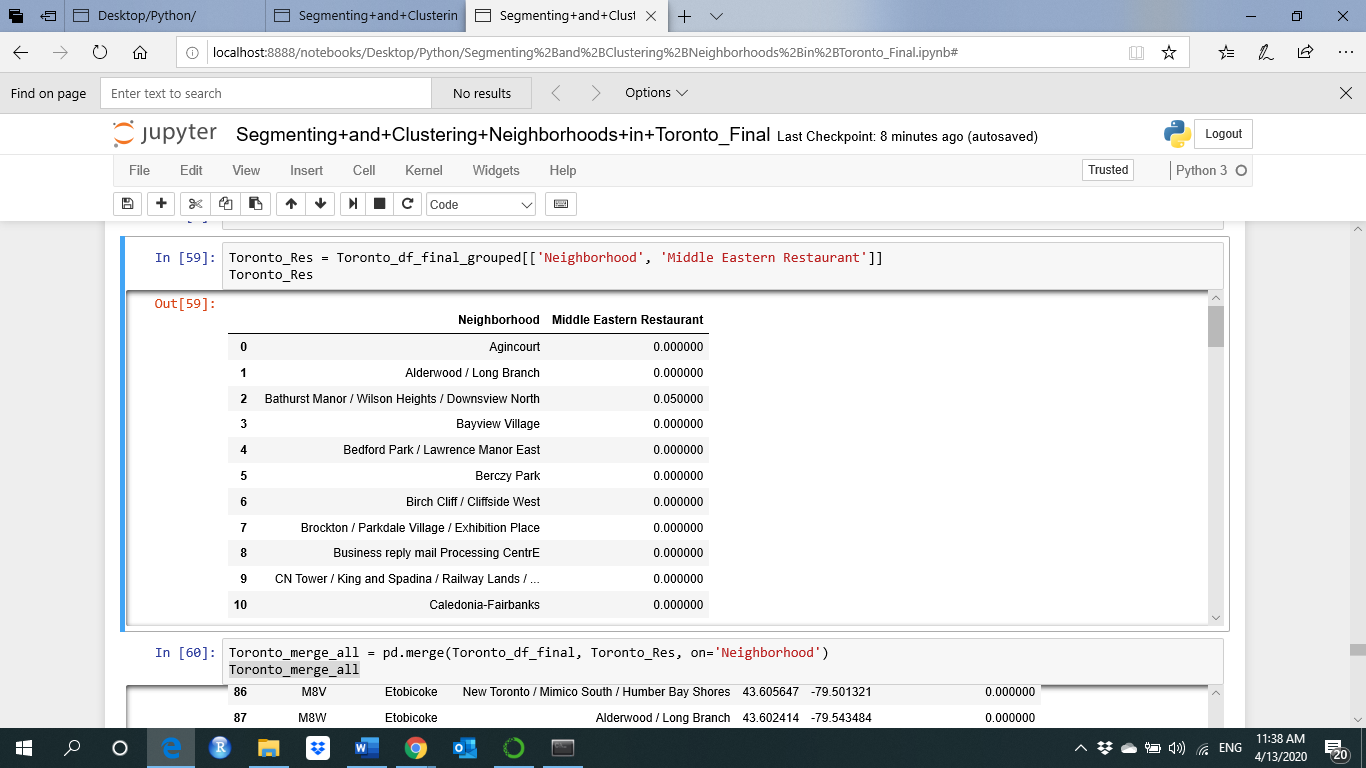 Desktop/Python/
Segmenting+and+Clusterin
Segmenting+and+Clust
localhost:8888/notebooks/Desktop/Python/Segmenting%2Band%2BClustering%2BNeighborhoods%2Bin%2BToronto_Final.ipynb#
Find on page
Enter text to search
No results
Options
jupyter
Segmenting+and+Clustering+Neighborhoods+in+Toronto_Final Last Checkpoint: 8 minutes ago (autosaved)
Logout
File Edit View Insert Cell Kernel Widgets Help
Trusted
Python 3
Code
In [59]: Toronto_Res = Toronto_df_final_grouped[['Neighborhood', 'Middle Eastern Restaurant']]
Toronto_Res
Out[59]:
Neighborhood Middle Eastern Restaurant
0 Agincourt 0.000000
1 Alderwood / Long Branch 0.000000
2 Bathurst Manor / Wilson Heights / Downsview North 0.050000
3 Bayview Village 0.000000
4 Bedford Park / Lawrence Manor East 0.000000
5 Berczy Park 0.000000
6 Birch Cliff / Cliffside West 0.000000
7 Brockton / Parkdale Village / Exhibition Place 0.000000
8 Business reply mail Processing CentrE 0.000000
9 CN Tower / King and Spadina / Railway Lands / ... 0.000000
10 Caledonia-Fairbanks 0.000000
In [60]: Toronto_merge_all = pd.merge(Toronto_df_final, Toronto_Res, on='Neighborhood')
Toronto_merge_all
86 M8V Etobicoke New Toronto / Mimico South / Humber Bay Shores 43.605647 -79.501321 0.000000
87 M8W Etobicoke Alderwood / Long Branch 43.602414 -79.543484 0.000000
ENG
11:38 AM
4/13/2020
20